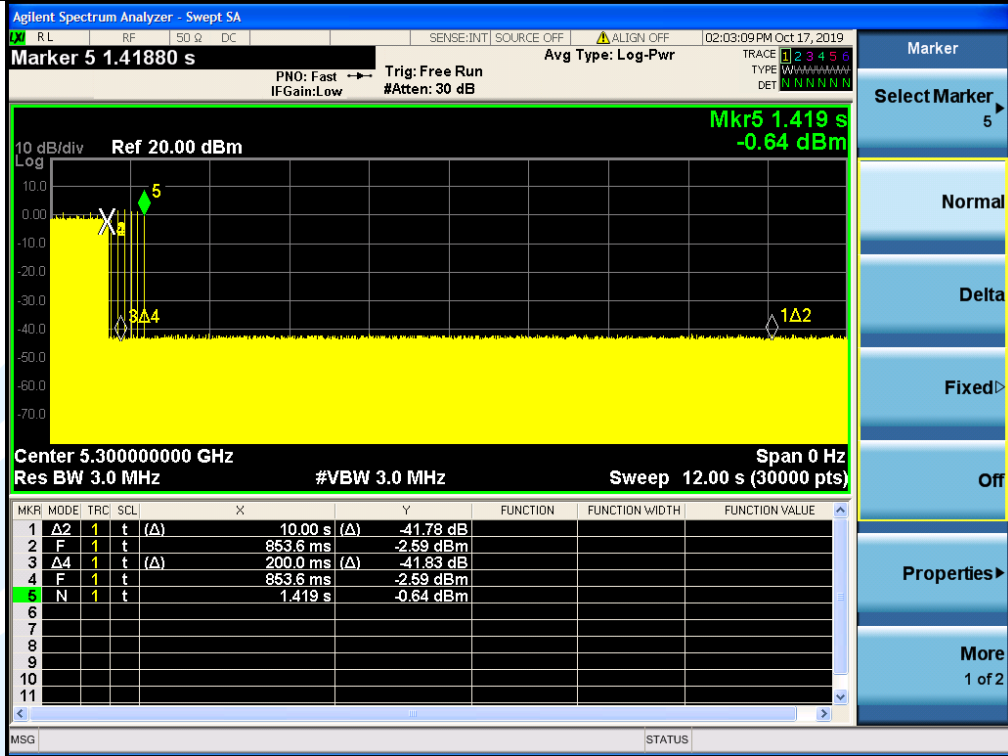 Agilent Spectrum Analyzer - Swept SA
LXI RL RF 50 Ω DC SENSE:INT SOURCE OFF ALIGN OFF 02:03:09 PM Oct 17, 2019
Marker 5 1.41880 s
PNO: Fast
IFGain:Low
Trig: Free Run
#Atten: 30 dB
Avg Type: Log-Pwr
TRACE 1 2 3 4 5 6
TYPE W
DET N N N N N N
Mkr5 1.419 s
-0.64 dBm
10 dB/div Ref 20.00 dBm
Log
10.0
0.00
-10.0
-20.0
-30.0
-40.0
-50.0
-60.0
-70.0
5
3Δ4
1Δ2
Center 5.300000000 GHz Span 0 Hz
Res BW 3.0 MHz #VBW 3.0 MHz Sweep 12.00 s (30000 pts)
MKR MODE TRC SCL X Y FUNCTION FUNCTION WIDTH FUNCTION VALUE
1 Δ2 1 t (Δ) 10.00 s (Δ) -41.78 dB
2 F 1 t 853.6 ms -2.59 dBm
3 Δ4 1 t (Δ) 200.0 ms (Δ) -41.83 dB
4 F 1 t 853.6 ms -2.59 dBm
5 N 1 t 1.419 s -0.64 dBm
6
7
8
9
10
11
MSG STATUS
Marker
Select Marker
5
Normal
Delta
Fixed
Off
Properties
More
1 of 2